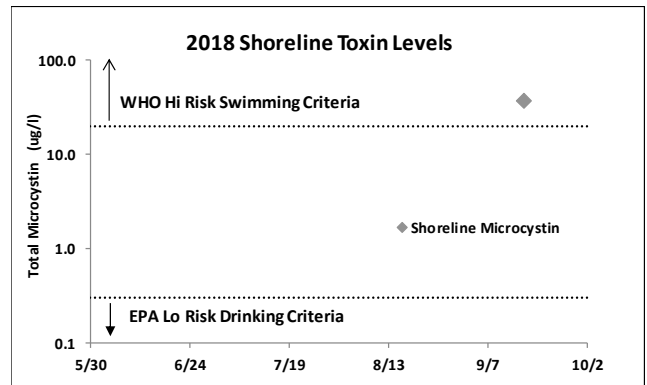 2018 Shoreline Toxin Levels
100.0
WHO Hi Risk Swimming Criteria
10.0
Total Microcystin (ug/l)
Shoreline Microcystin
1.0
EPA Lo Risk Drinking Criteria
0.1
5/30 6/24 7/19 8/13 9/7 10/2